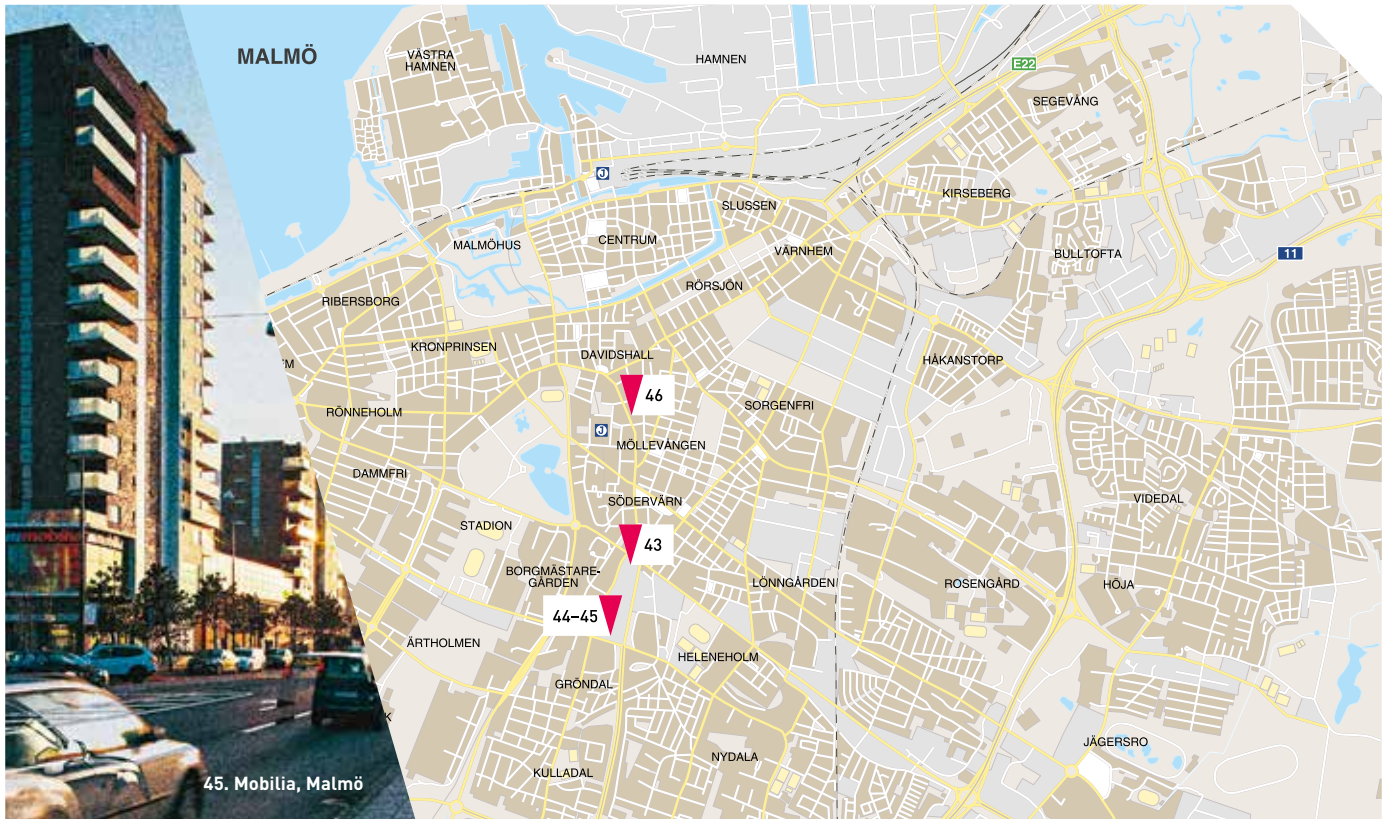 MALMÖ
VÄSTRA
HAMNEN
HAMNEN
E22
SEGEVÅNG
J
KIRSEBERG
SLUSSEN
CENTRUM
MALMÖHUS
VÄRNHEM
BULLTOFTA
11
RÖRSJÖN
RIBERSBORG
KRONPRINSEN
DAVIDSHALL
HÅKANSTORP
46
SORGENFRI
RÖNNEHOLM
J
MÖLLEVÅNGEN
DAMMFRI
SÖDERVÄRN
VIDEDAL
STADION
43
BORGMÄSTARE-
GÅRDEN
LÖNNGÅRDEN
ROSENGÅRD
HÖJA
44–45
ÄRTHOLMEN
HELENEHOLM
GRÖNDAL
JÄGERSRO
NYDALA
KULLADAL
45. Mobilia, Malmö